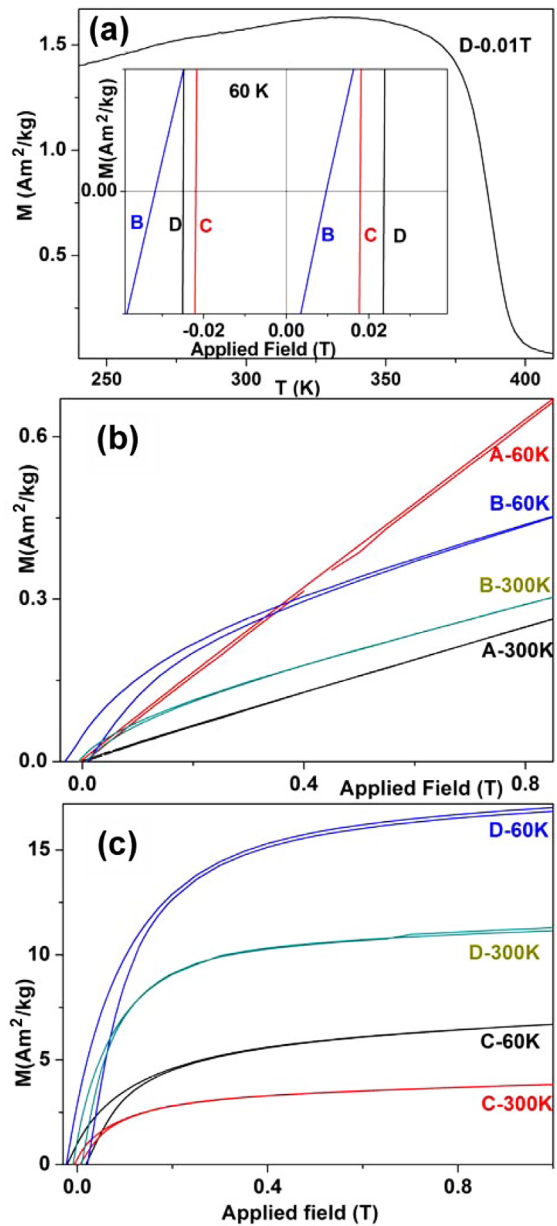 (a)
D-0.01T
M (Am²/kg)
1.5
1.0
0.5
60 K
M(Am²/kg)
0.00
B
D
C
B
C
D
-0.02
0.00
0.02
Applied Field (T)
250
300
350
400
T (K)
(b)
M(Am²/kg)
0.6
0.3
0.0
A-60K
B-60K
B-300K
A-300K
0.0
0.4
0.8
Applied Field (T)
(c)
M(Am²/kg)
15
10
5
0
D-60K
D-300K
C-60K
C-300K
0.0
0.4
0.8
Applied field (T)